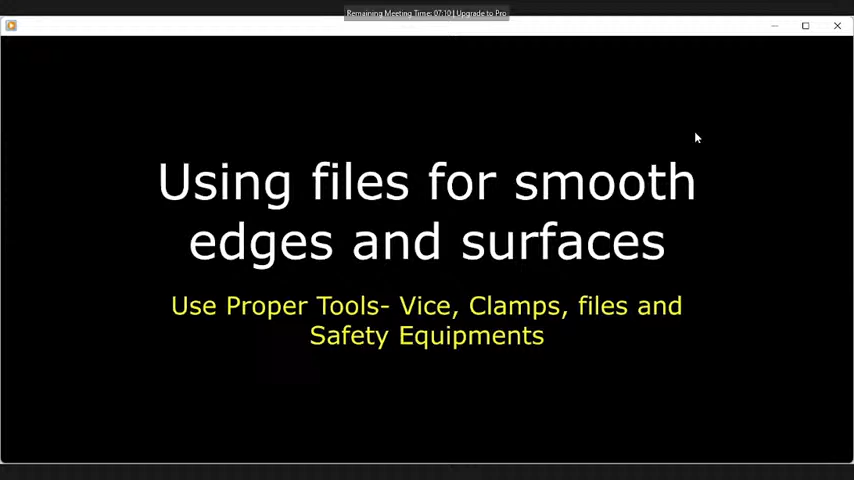 Remaining Meeting Time: 07:10 | Upgrade to Pro
Using files for smooth
edges and surfaces
Use Proper Tools- Vice, Clamps, files and
Safety Equipments